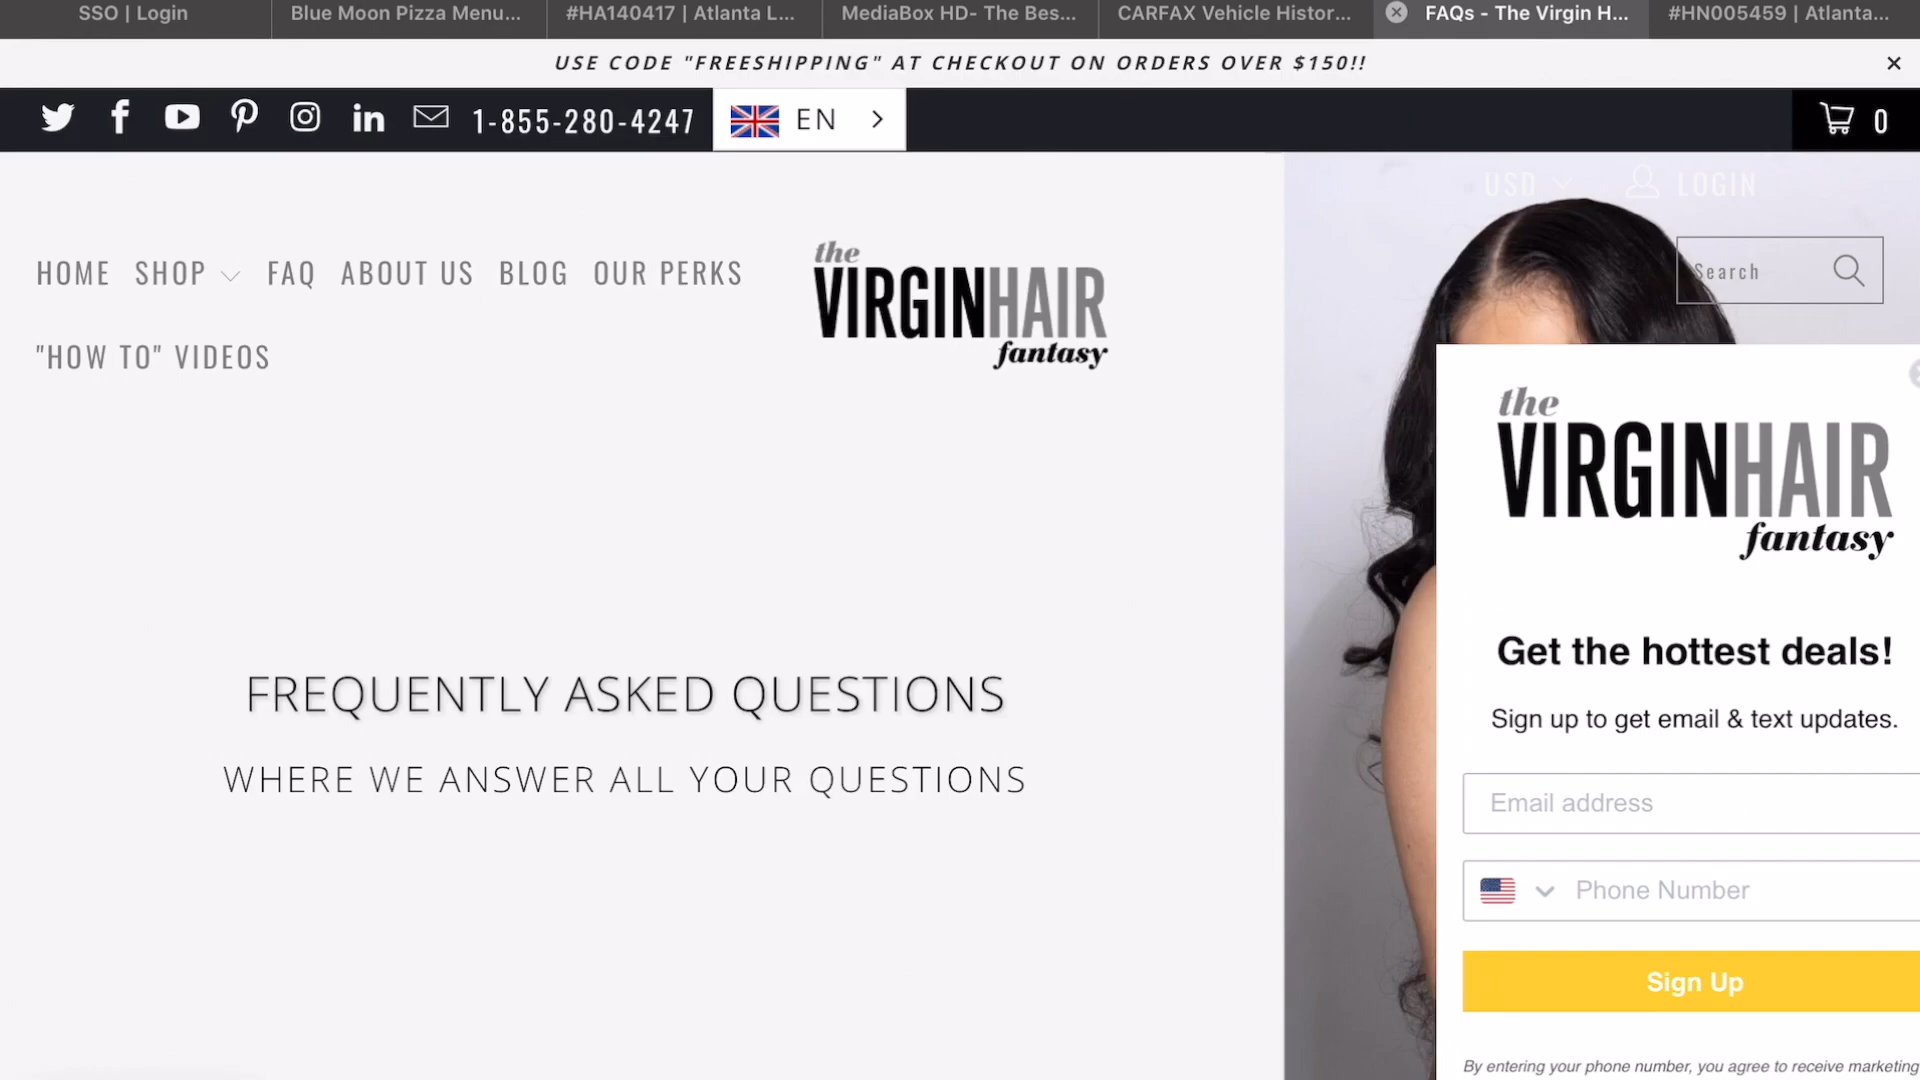 SSO | Login
Blue Moon Pizza Menu...
#HA140417 | Atlanta L...
MediaBox HD- The Bes...
CARFAX Vehicle Histor...
FAQs - The Virgin H...
#HN005459 | Atlanta...
USE CODE "FREESHIPPING" AT CHECKOUT ON ORDERS OVER $150!!
1-855-280-4247
EN
0
USD
LOGIN
HOME SHOP FAQ ABOUT US BLOG OUR PERKS
"HOW TO" VIDEOS
the
VIRGINHAIR
fantasy
Search
the
VIRGINHAIR
fantasy
Get the hottest deals!
Sign up to get email & text updates.
Email address
Phone Number
Sign Up
By entering your phone number, you agree to receive marketing
FREQUENTLY ASKED QUESTIONS
WHERE WE ANSWER ALL YOUR QUESTIONS